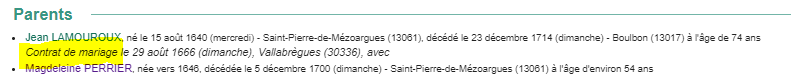 Parents
• Jean LAMOUROUX, né le 15 août 1640 (mercredi) - Saint-Pierre-de-Mézoargues (13061), décédé le 23 décembre 1714 (dimanche) - Boulbon (13017) à l'âge de 74 ans
Contrat de mariage le 29 août 1666 (dimanche), Vallabrègues (30336), avec
• Magdeleine PERRIER, née vers 1646, décédée le 5 décembre 1700 (dimanche) - Saint-Pierre-de-Mézoargues (13061) à l'âge d'environ 54 ans